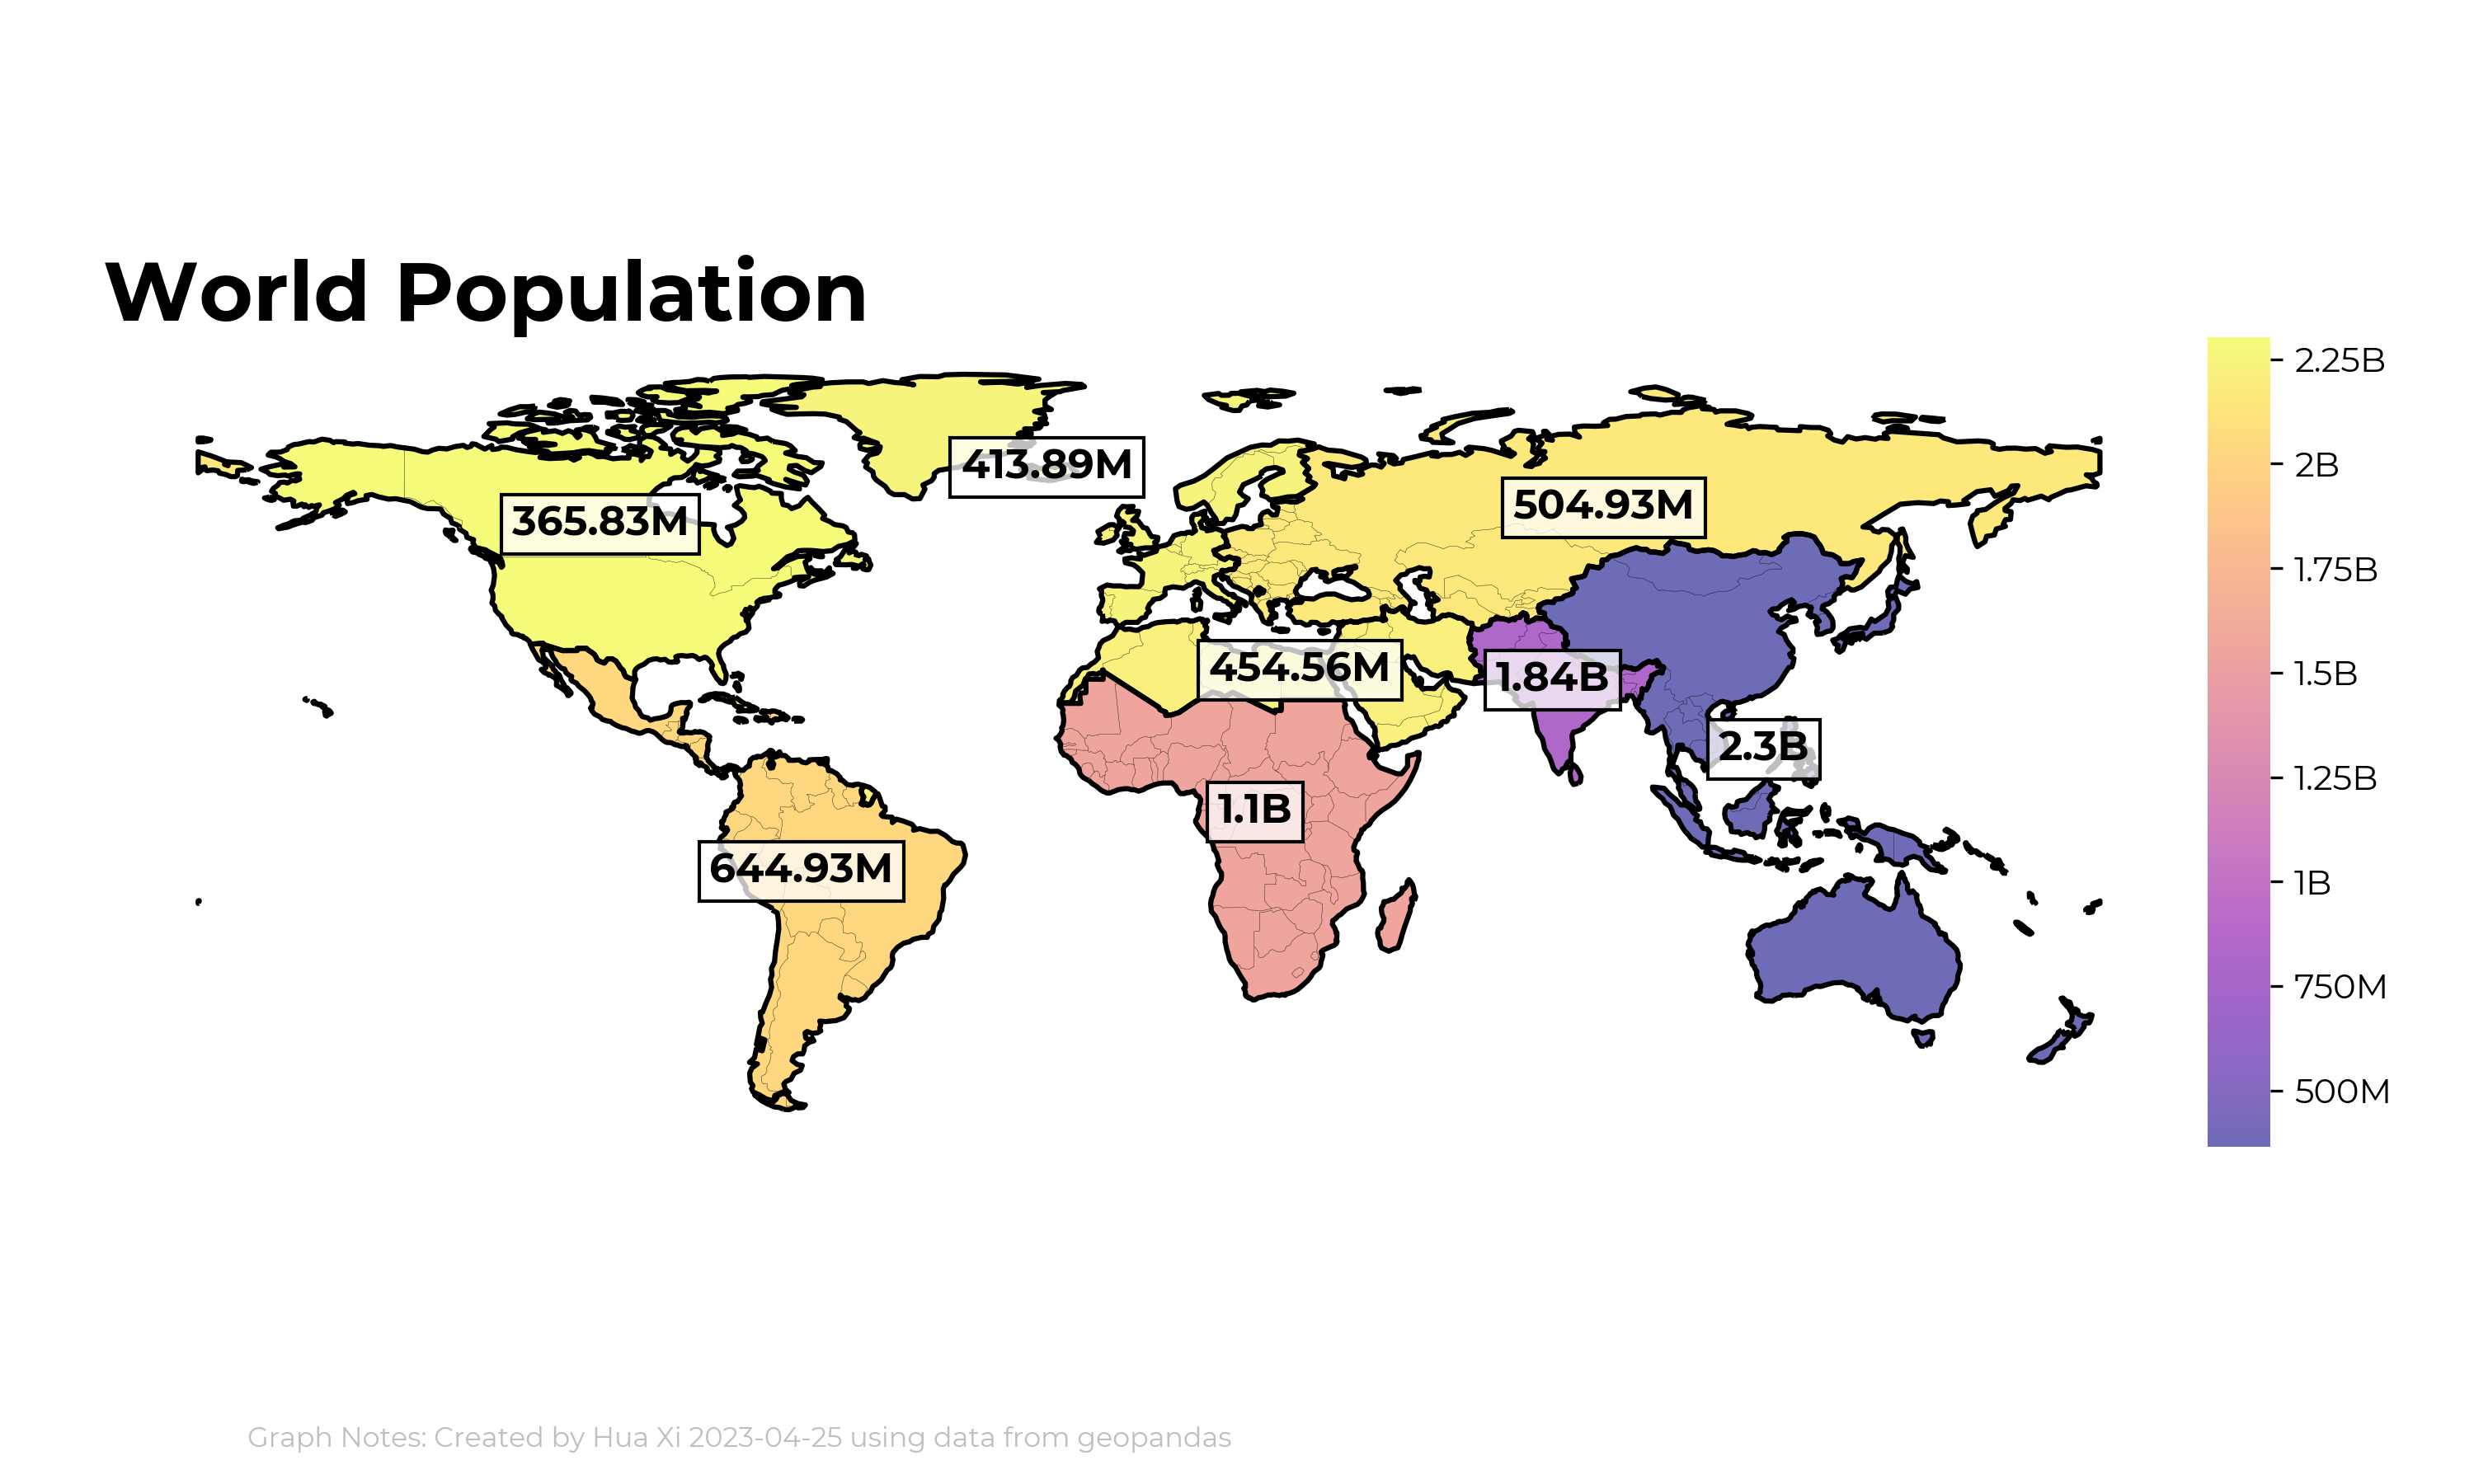 World Population
2.25B
2B
1.75B
1.5B
1.25B
1B
750M
500M
413.89M
365.83M
504.93M
454.56M
1.84B
2.3B
1.1B
644.93M
Graph Notes: Created by Hua Xi 2023-04-25 using data from geopandas